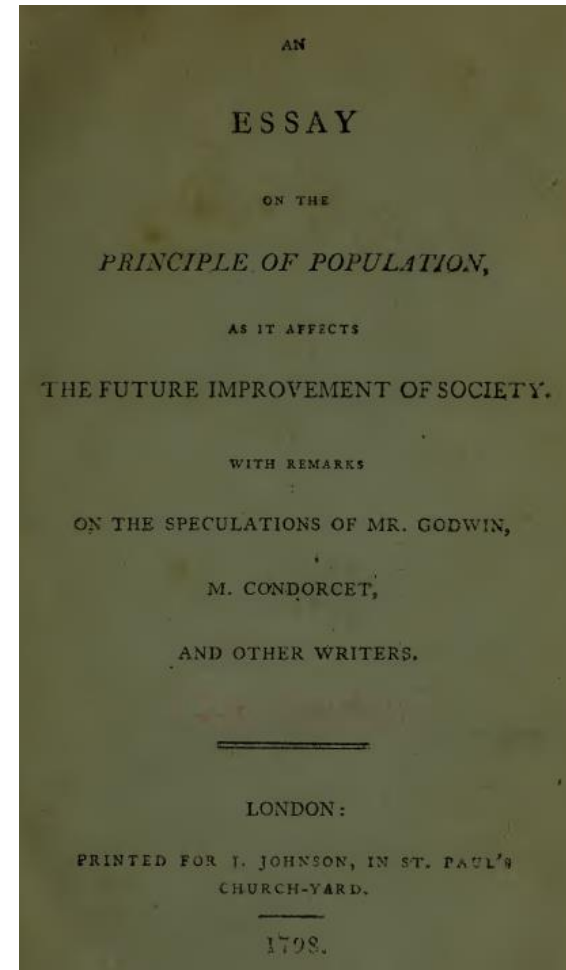 AN
ESSAY
ON THE
PRINCIPLE OF POPULATION,
AS IT AFFECTS
THE FUTURE IMPROVEMENT OF SOCIETY.
WITH REMARKS
ON THE SPECULATIONS OF MR. GODWIN,
M. CONDORCET,
AND OTHER WRITERS.
LONDON:
PRINTED FOR J. JOHNSON, IN ST. PAUL'S
CHURCH-YARD.
1798.